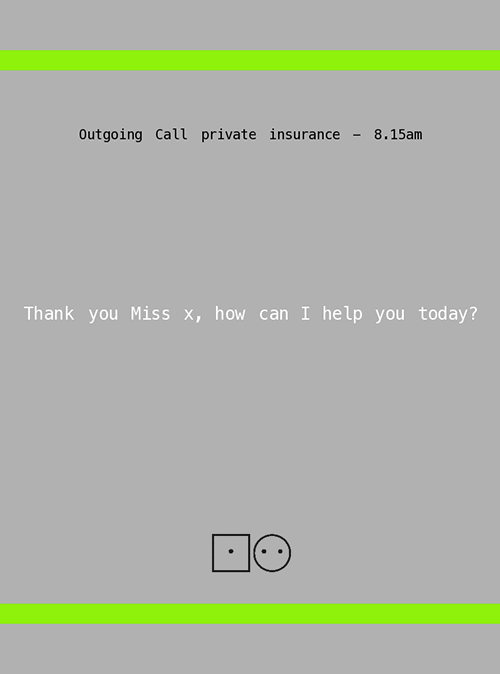 Outgoing Call private insurance – 8.15am
Thank you Miss x, how can I help you today?